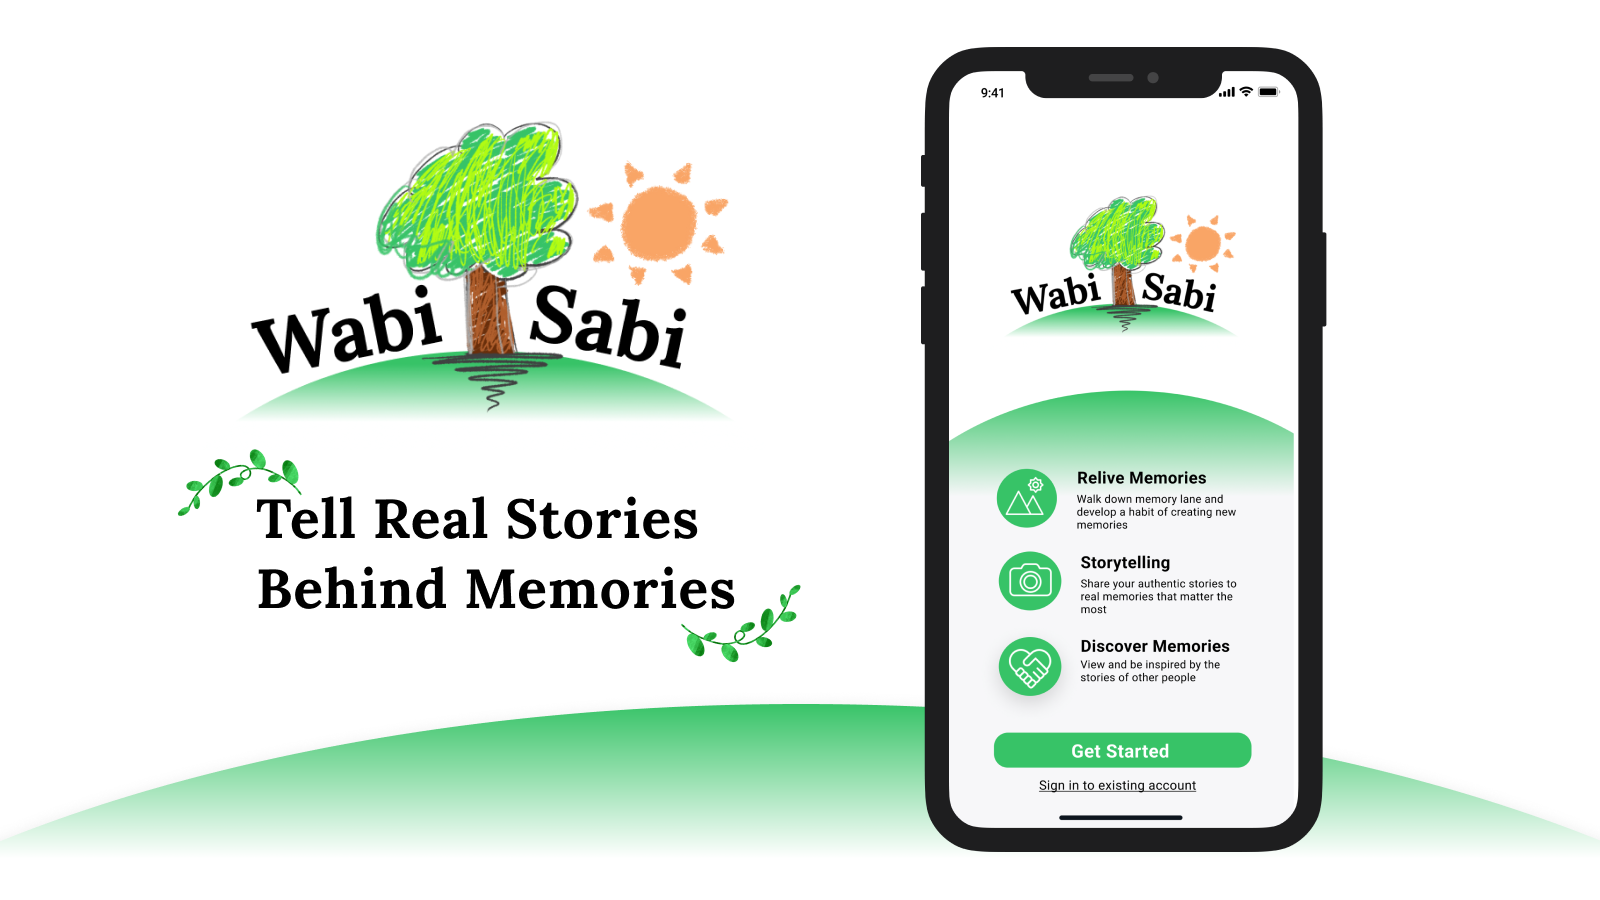 Wabi Sabi
Tell Real Stories
Behind Memories
9:41
Wabi Sabi
Relive Memories
Walk down memory lane and
develop a habit of creating new
memories
Storytelling
Share your authentic stories to
real memories that matter the
most
Discover Memories
View and be inspired by the
stories of other people
Get Started
Sign in to existing account